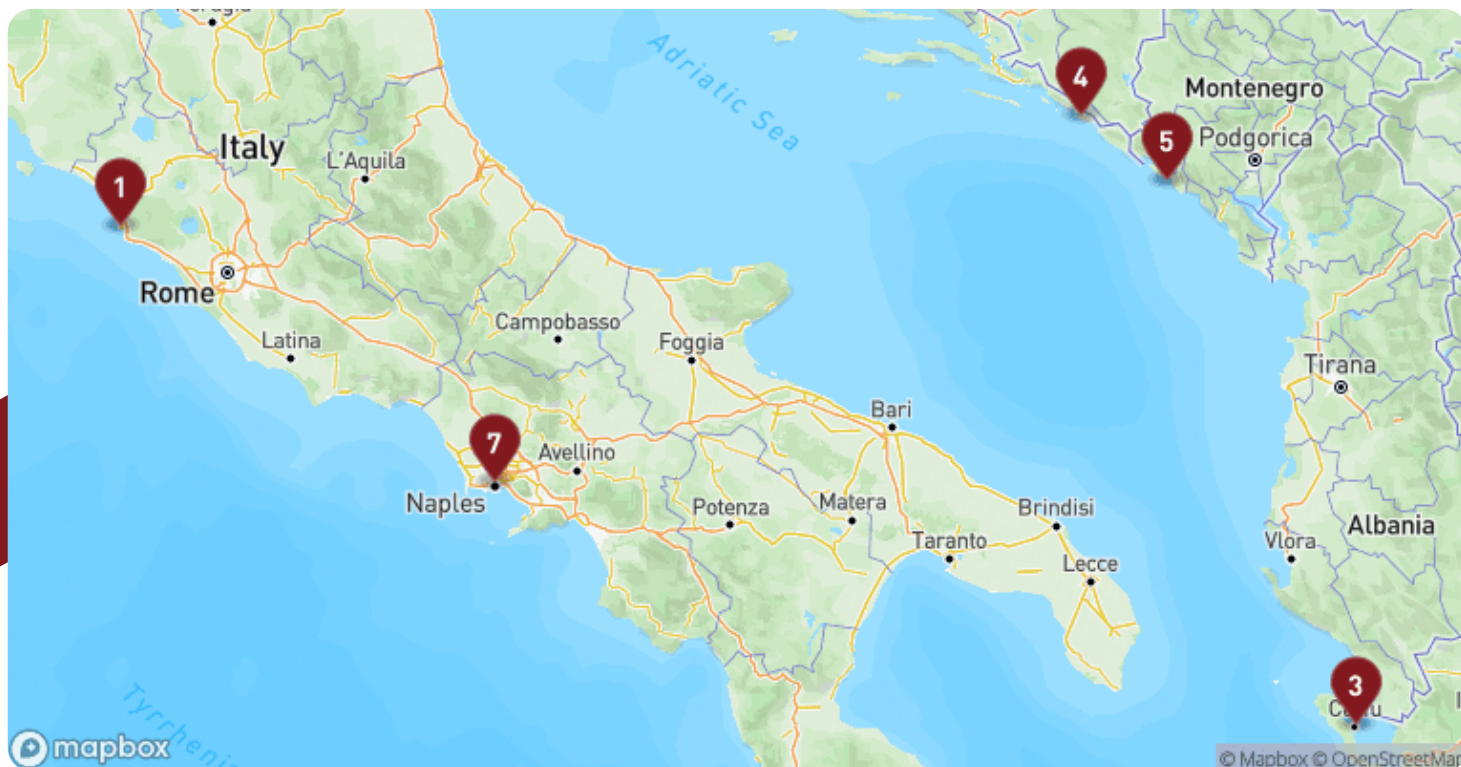 Perugia
Adriatic Sea
4
Montenegro
5
Podgorica
Italy
L'Aquila
1
Rome
Campobasso
Latina
Foggia
Tirana
Bari
7
Avellino
Naples
Potenza
Matera
Brindisi
Vlora
Albania
Taranto
Lecce
3
mapbox
© Mapbox © OpenStreetMap